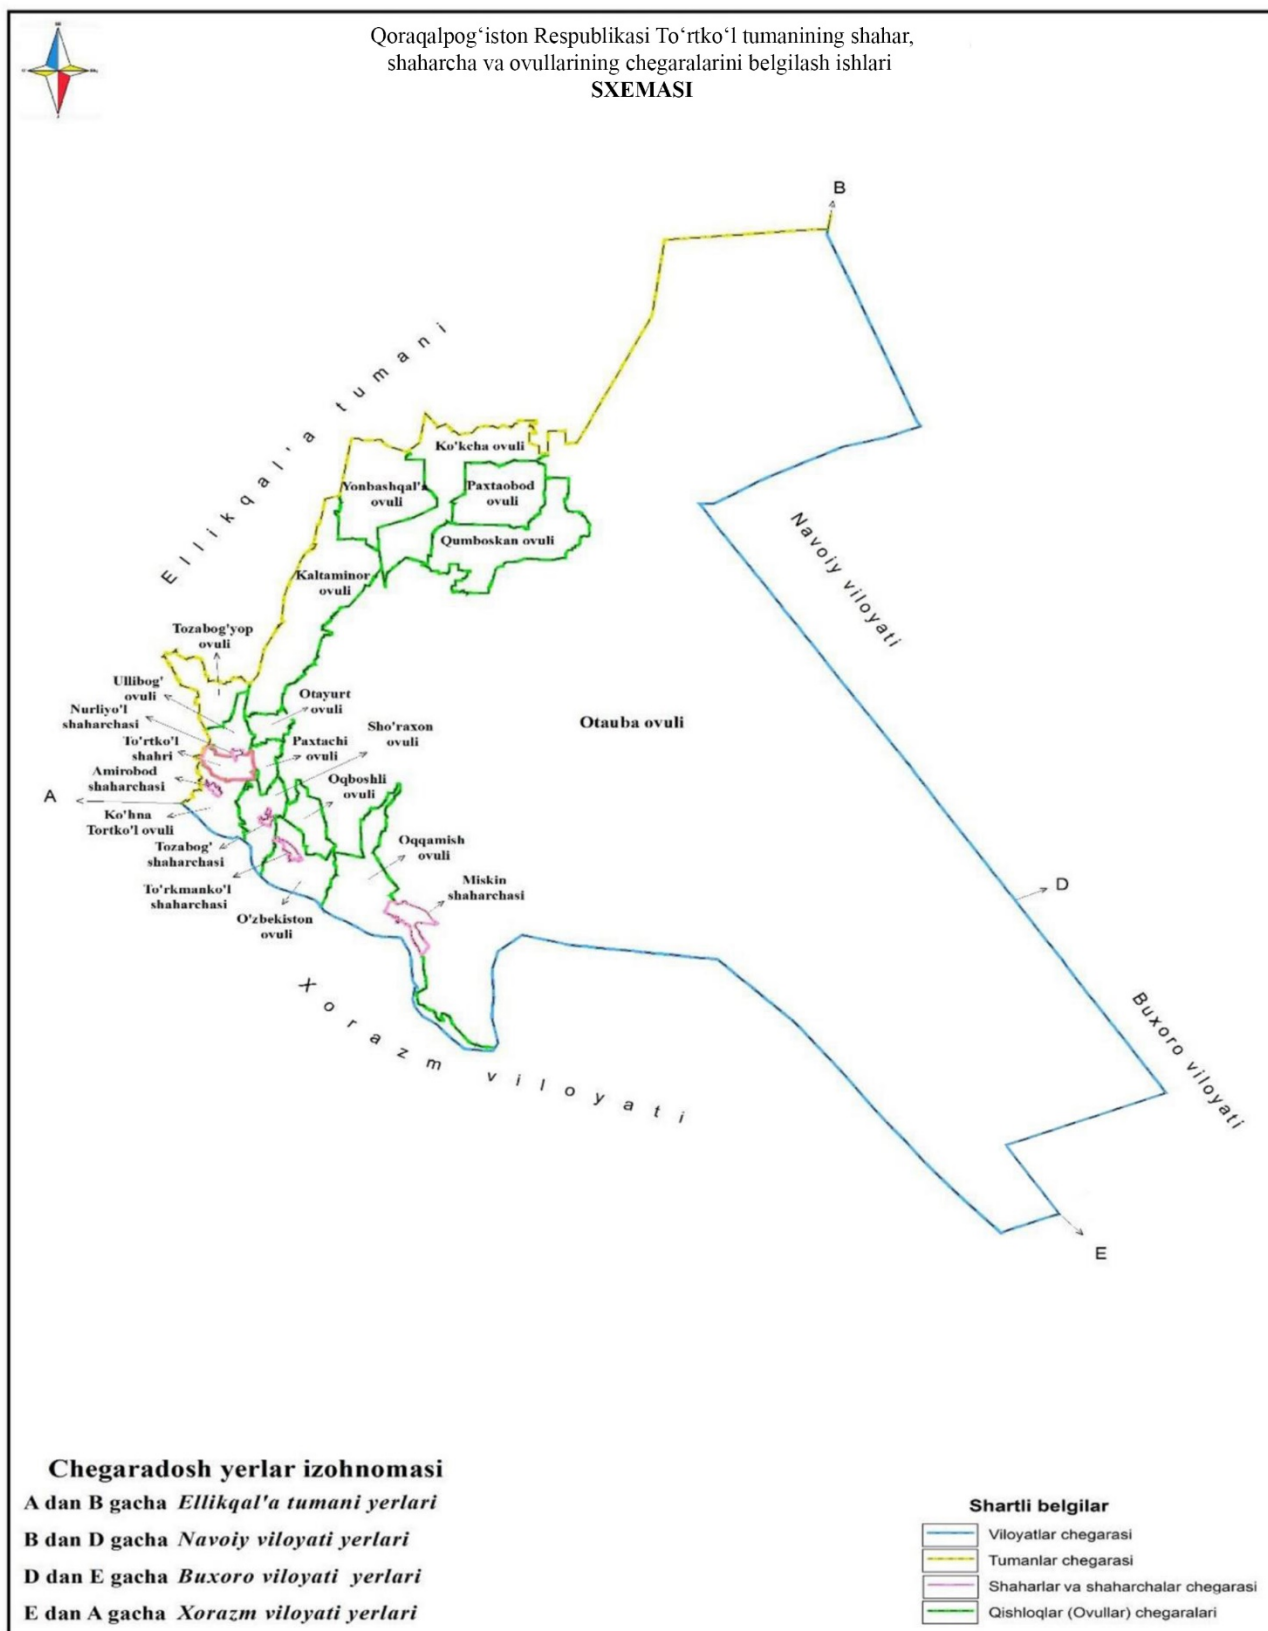 Qoraqalpog‘iston Respublikasi To‘rtko‘l tumanining shahar,
shaharcha va ovullarining chegaralarini belgilash ishlari
SXEMASI
B
Ellikqal'a tumani
Ko'kcha ovuli
Yonbashqal'a
ovuli
Paxtaobod
ovuli
Qumboskan ovuli
Navoiy viloyati
Kaltaminor
ovuli
Tozabog'yop
ovuli
Ullibog'
ovuli
Otayurt
ovuli
Nurliyo'l
shaharchasi
Sho'raxon
ovuli
Otauba ovuli
To'rtko'l
shahri
Paxtachi
ovuli
Amirobod
shaharchasi
Oqboshli
ovuli
A
Ko'hna
Tortko'l ovuli
Tozabog'
shaharchasi
Oqqamish
ovuli
To'rkmanko'l
shaharchasi
Miskin
shaharchasi
D
O'zbekiston
ovuli
Xorazm viloyati
Buxoro viloyati
E
Chegaradosh yerlar izohnomasi
A dan B gacha Ellikqal'a tumani yerlari
B dan D gacha Navoiy viloyati yerlari
D dan E gacha Buxoro viloyati yerlari
E dan A gacha Xorazm viloyati yerlari
Shartli belgilar
Viloyatlar chegarasi
Tumanlar chegarasi
Shaharlar va shaharchalar chegarasi
Qishloqlar (Ovullar) chegaralari